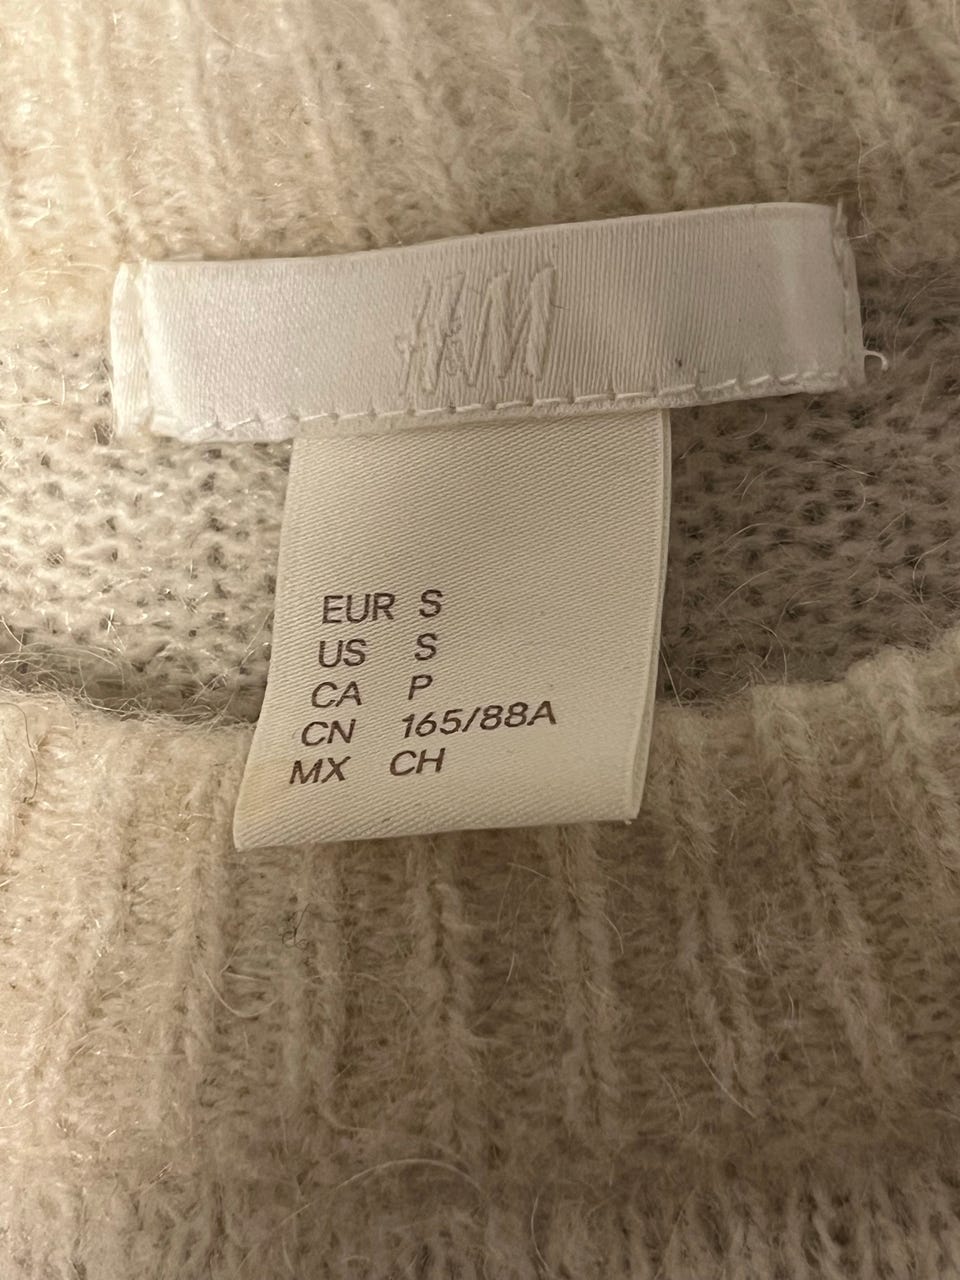 H&M
EUR S
US S
CA P
CN 165/88A
MX CH